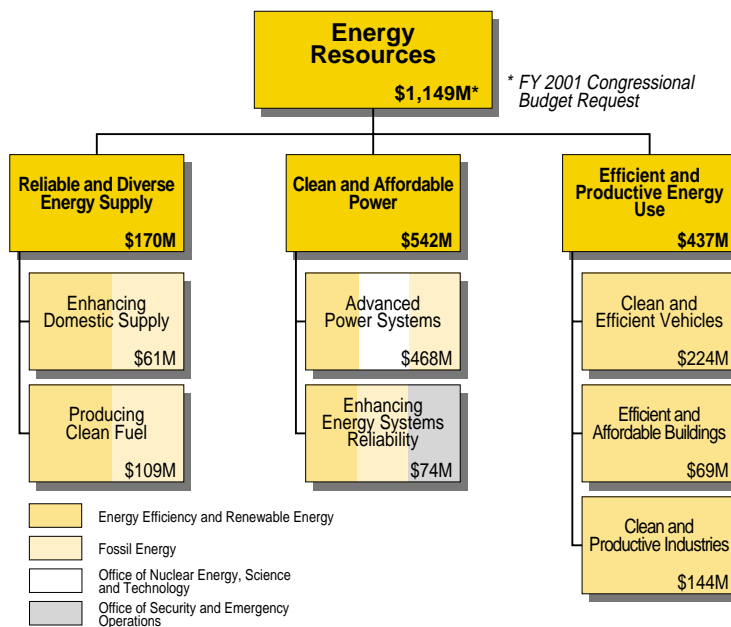 Energy
Resources
$1,149M*
* FY 2001 Congressional
Budget Request
Reliable and Diverse
Energy Supply
$170M
Enhancing
Domestic Supply
$61M
Producing
Clean Fuel
$109M
Clean and Affordable
Power
$542M
Advanced
Power Systems
$468M
Enhancing
Energy Systems
Reliability
$74M
Efficient and
Productive Energy
Use
$437M
Clean and
Efficient Vehicles
$224M
Efficient and
Affordable Buildings
$69M
Clean and
Productive Industries
$144M
Energy Efficiency and Renewable Energy
Fossil Energy
Office of Nuclear Energy, Science
and Technology
Office of Security and Emergency
Operations